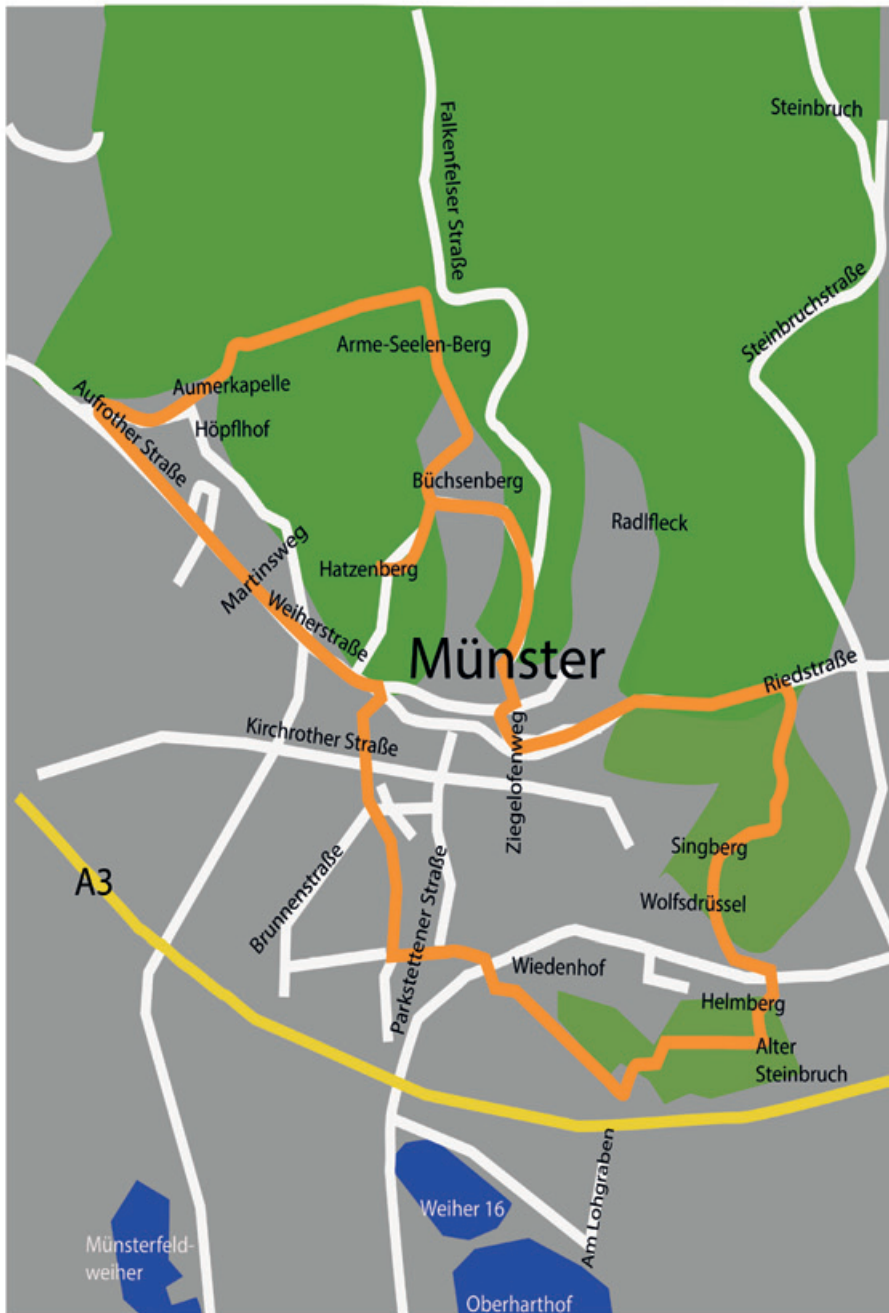 Steinbruch
Falkenfelser Straße
Steinbruchstraße
Arme-Seelen-Berg
Aumerkapelle
Aufrother Straße
Höpflhof
Büchsenberg
Radlfleck
Martinsweg
Hatzenberg
Weiherstraße
Münster
Riedstraße
Kirchrother Straße
Ziegelofenweg
A3
Singberg
Brunnenstraße
Wolfsdrüssel
Parkstettener Straße
Wiedenhof
Helmberg
Alter
Steinbruch
Am Lohgraben
Weiher 16
Münsterfeld-
weiher
Oberharthof